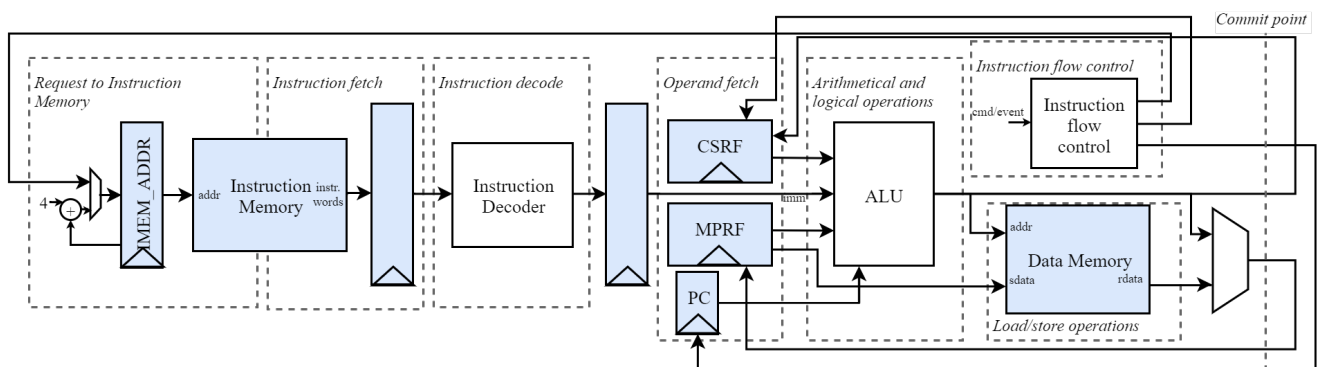 Commit point
Request to Instruction
Memory
Instruction fetch
Instruction decode
Operand fetch
Arithmetical and
logical operations
Instruction flow control
IMEM_ADDR
4
+
addr
Instruction
Memory
instr.
words
Instruction
Decoder
CSRF
imm
MPRF
PC
ALU
cmd/event
Instruction
flow
control
addr
Data Memory
sdata
rdata
Load/store operations